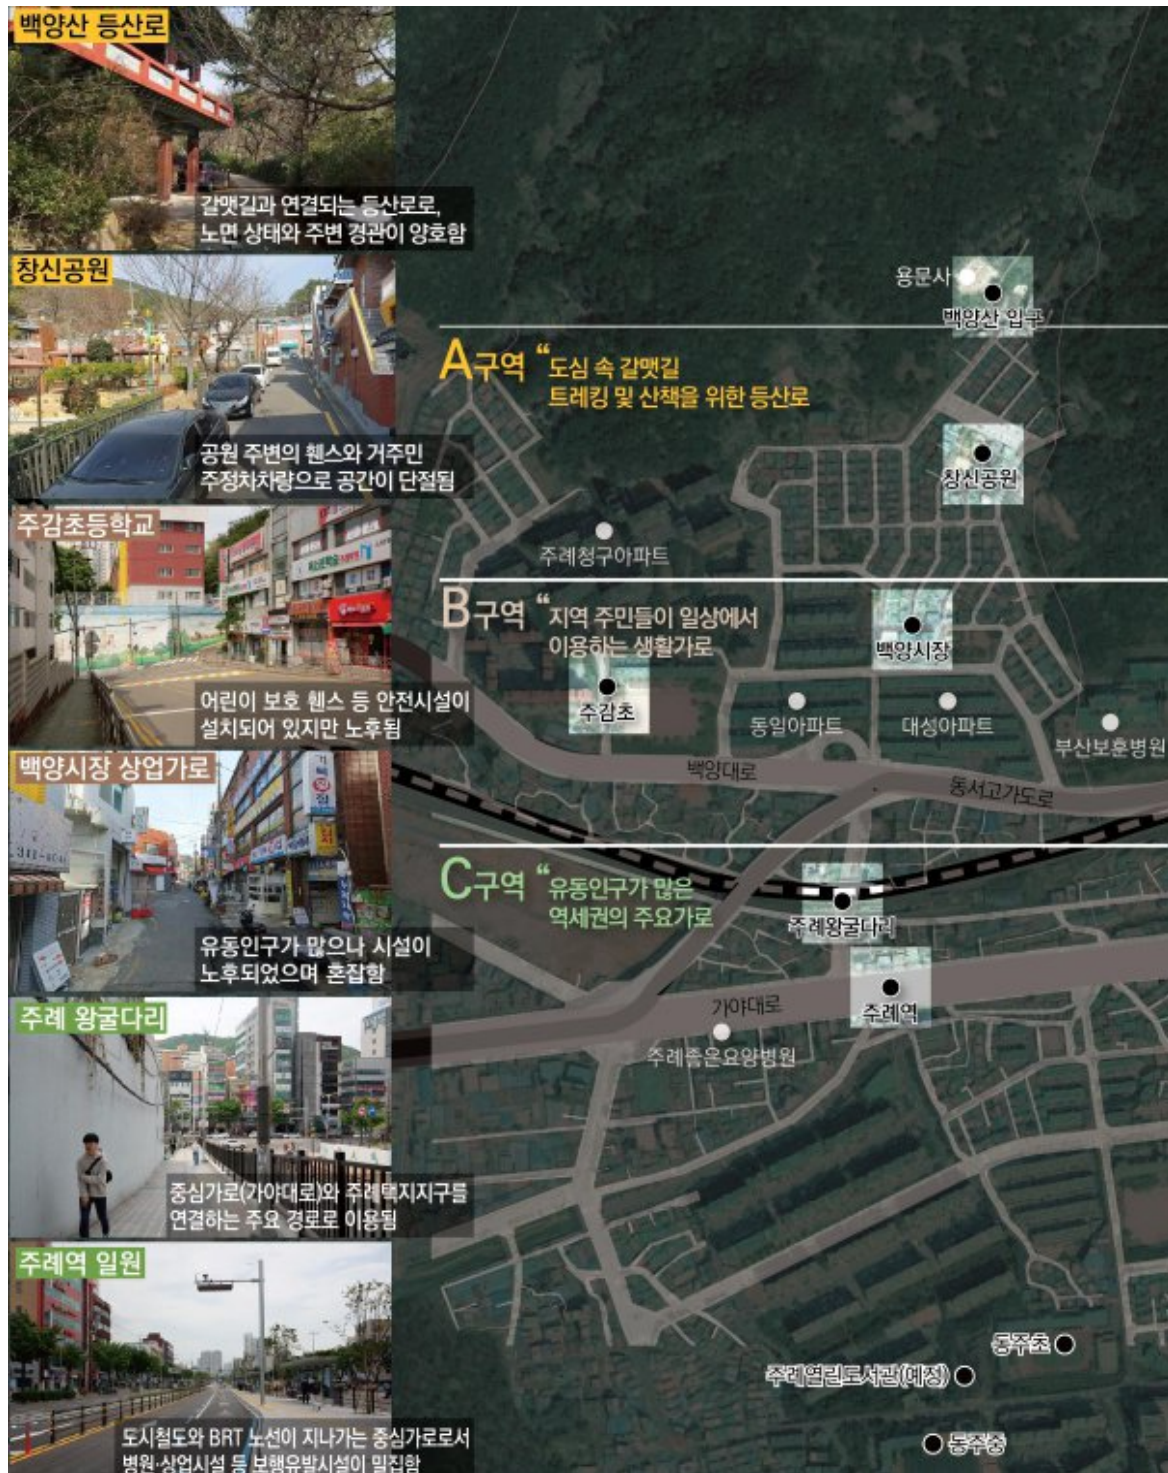 백양산 등산로
갈맷길과 연결되는 등산로로,
노면 상태와 주변 경관이 양호함
창신공원
공원 주변의 휀스와 거주민
주정차차량으로 공간이 단절됨
주감초등학교
어린이 보호 휀스 등 안전시설이
설치되어 있지만 노후됨
백양시장 상업가로
유동인구가 많으나 시설이
노후되었으며 혼잡함
주례 왕굴다리
중심가로(가야대로)와 주례택지지구를
연결하는 주요 경로로 이용됨
주례역 일원
도시철도와 BRT 노선이 지나가는 중심가로로서
병원·상업시설 등 보행유발시설이 밀집함
용문사
백양산 입구
A구역 “도심 속 갈맷길
트레킹 및 산책을 위한 등산로
창신공원
주례청구아파트
B구역 “지역 주민들이 일상에서
이용하는 생활가로
백양시장
주감초
동일아파트
대성아파트
부산보훈병원
백양대로
동서고가도로
C구역 “유동인구가 많은
역세권의 주요가로
주례왕굴다리
가야대로
주례역
주례좋은요양병원
동주초
주례열린도서관(예정)
동주중